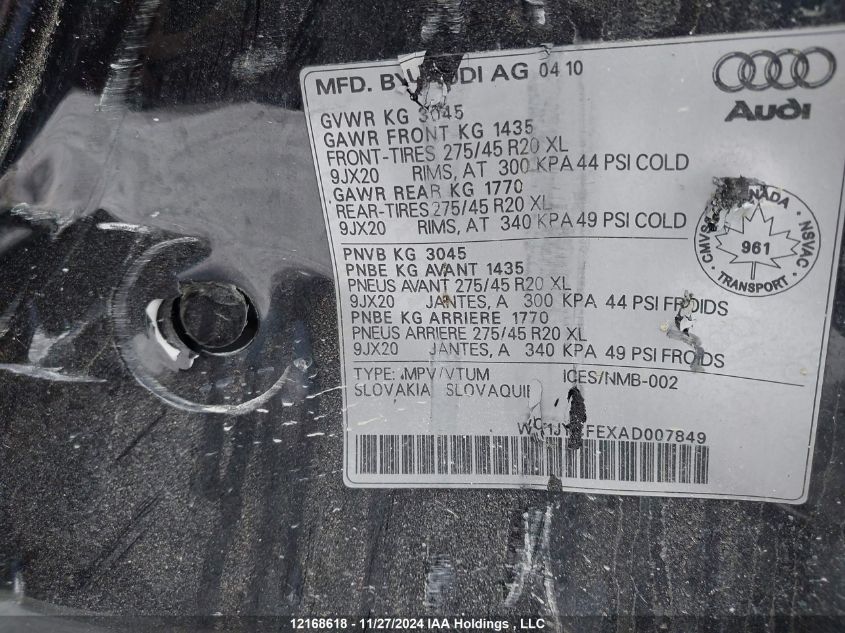 MFD. BY AUDI AG 04 10
Audi
GVWR KG 3045
GAWR FRONT KG 1435
FRONT-TIRES 275/45 R20 XL
9JX20 RIMS, AT 300 KPA 44 PSI COLD
GAWR REAR KG 1770
REAR-TIRES 275/45 R20 XL
9JX20 RIMS, AT 340 KPA 49 PSI COLD
CANADA
CMVSS NSVAC
961
TRANSPORT
PNVB KG 3045
PNBE KG AVANT 1435
PNEUS AVANT 275/45 R20 XL
9JX20 JANTES, A 300 KPA 44 PSI FROIDS
PNBE KG ARRIERE 1770
PNEUS ARRIERE 275/45 R20 XL
9JX20 JANTES, A 340 KPA 49 PSI FROIDS
TYPE: MPV/VTUM ICES/NMB-002
SLOVAKIA SLOVAQUIE
FEXAD007849
12168618 - 11/27/2024 IAA Holdings , LLC